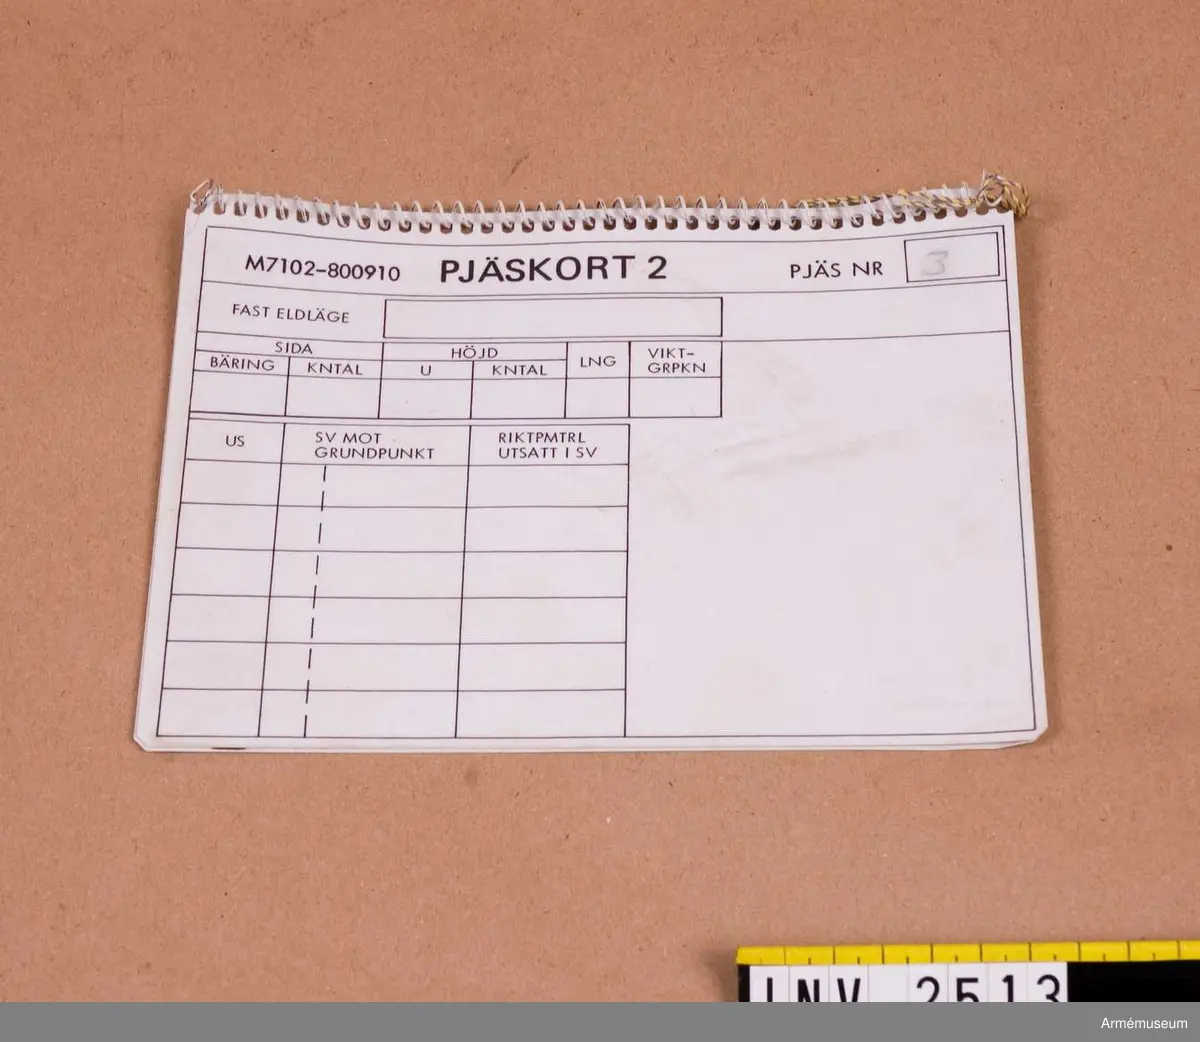 M7102-800910 PJÄSKORT 2 PJÄS NR 3
FAST ELDLÄGE
SIDA HÖJD LNG VIKT-
GRPKN
BÄRING KNTAL U KNTAL
US SV MOT
GRUNDPUNKT
RIKTPMTRL
UTSATT I SV
INV 2513
Armémuseum